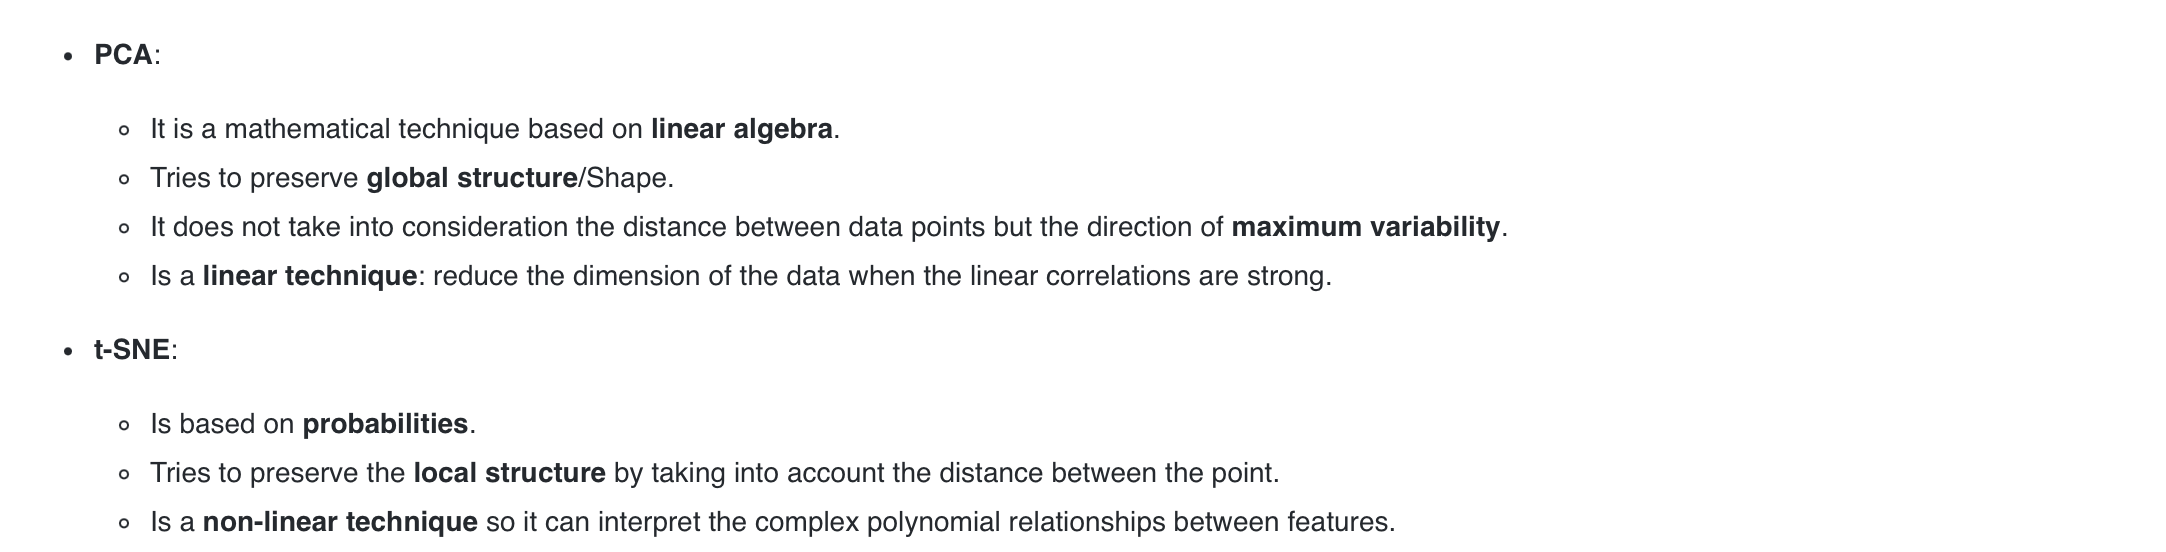 • PCA:
◦ It is a mathematical technique based on linear algebra.
◦ Tries to preserve global structure/Shape.
◦ It does not take into consideration the distance between data points but the direction of maximum variability.
◦ Is a linear technique: reduce the dimension of the data when the linear correlations are strong.
• t-SNE:
◦ Is based on probabilities.
◦ Tries to preserve the local structure by taking into account the distance between the point.
◦ Is a non-linear technique so it can interpret the complex polynomial relationships between features.